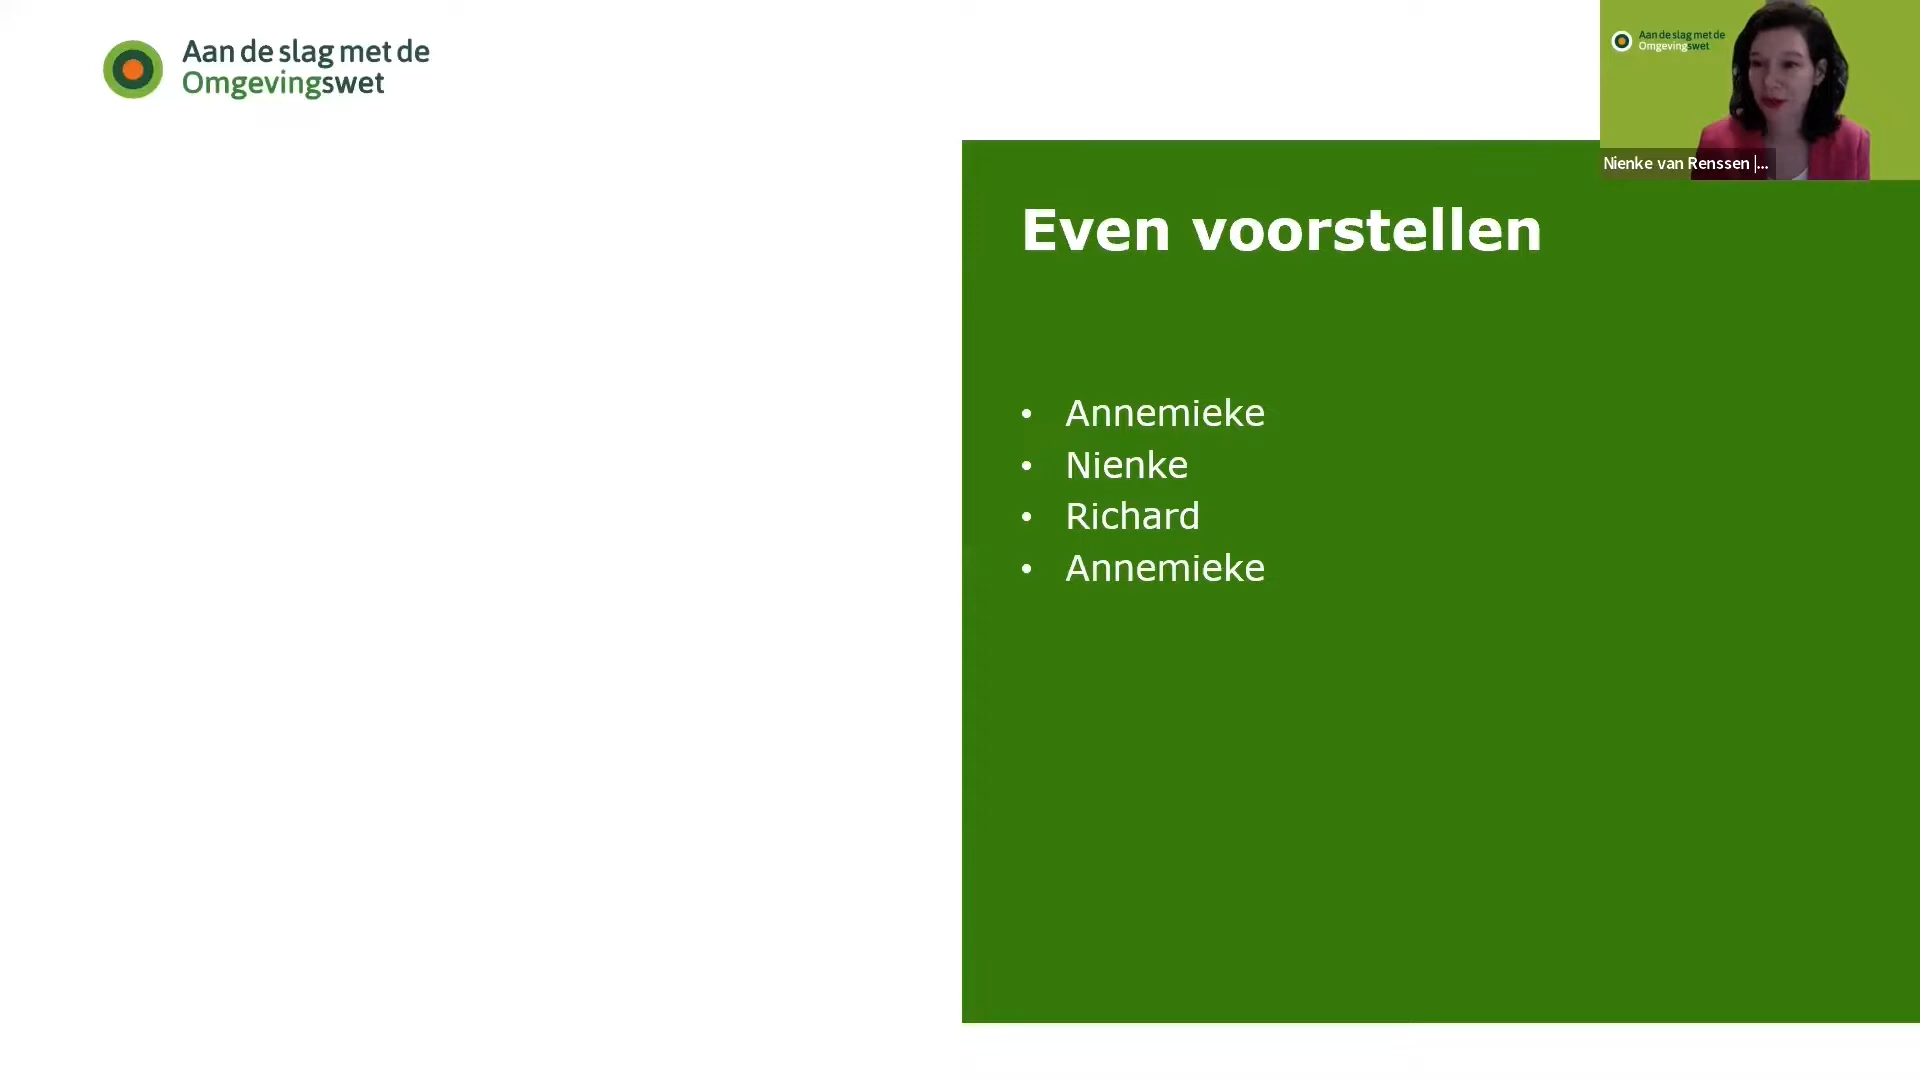 Aan de slag met de
Omgevingswet
Aan de slag met de
Omgevingswet
Nienke van Renssen |...
Even voorstellen
• Annemieke
• Nienke
• Richard
• Annemieke